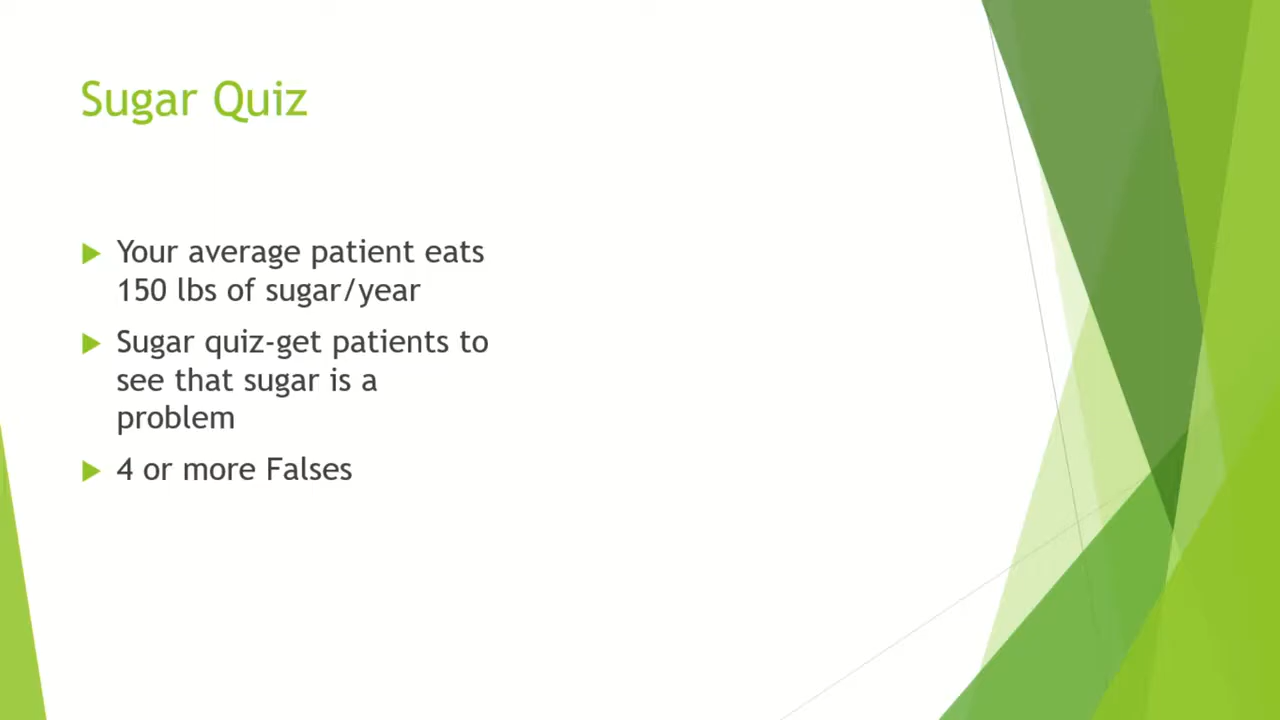 Sugar Quiz
Your average patient eats
150 lbs of sugar/year
Sugar quiz-get patients to
see that sugar is a
problem
4 or more Falses